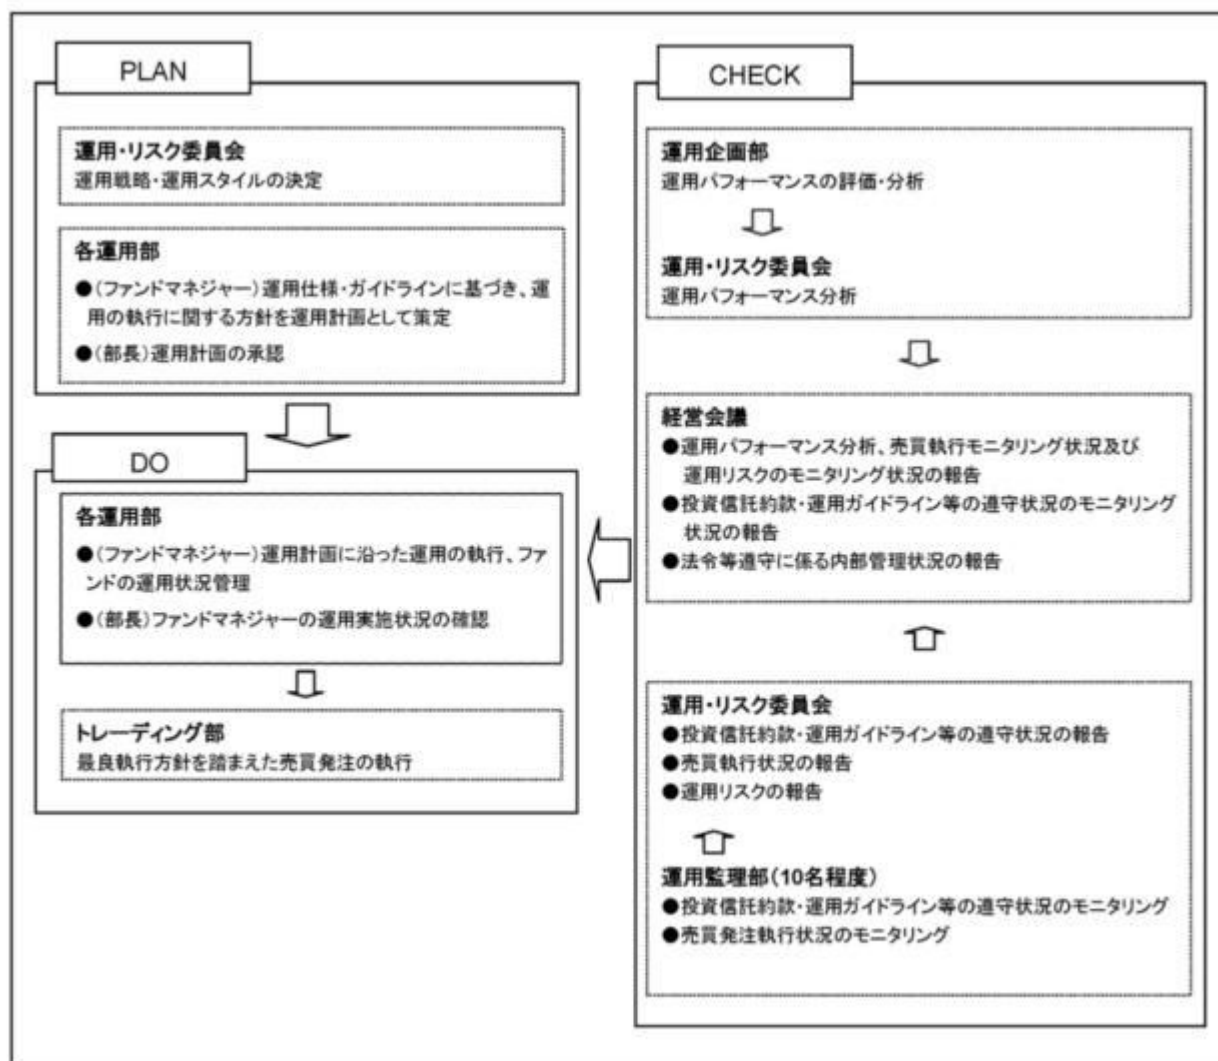 PLAN
運用・リスク委員会
運用戦略・運用スタイルの決定
各運用部
●(ファンドマネジャー)運用仕様・ガイドラインに基づき、運
用の執行に関する方針を運用計画として策定
●(部長)運用計画の承認
DO
各運用部
●(ファンドマネジャー)運用計画に沿った運用の執行、ファ
ンドの運用状況管理
●(部長)ファンドマネジャーの運用実施状況の確認
トレーディング部
最良執行方針を踏まえた売買発注の執行
CHECK
運用企画部
運用パフォーマンスの評価・分析
運用・リスク委員会
運用パフォーマンス分析
経営会議
●運用パフォーマンス分析、売買執行モニタリング状況及び
運用リスクのモニタリング状況の報告
●投資信託約款・運用ガイドライン等の遵守状況のモニタリング
状況の報告
●法令等遵守に係る内部管理状況の報告
運用・リスク委員会
●投資信託約款・運用ガイドライン等の遵守状況の報告
●売買執行状況の報告
●運用リスクの報告
運用監理部(10名程度)
●投資信託約款・運用ガイドライン等の遵守状況のモニタリング
●売買発注執行状況のモニタリング